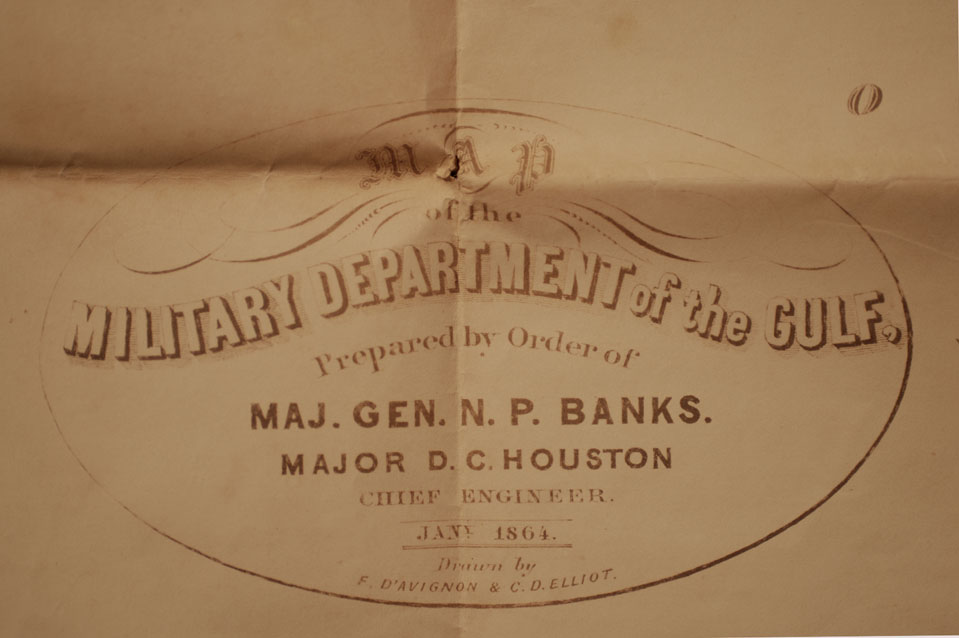 O
MAP
of the
MILITARY DEPARTMENT of the GULF,
Prepared by Order of
MAJ. GEN. N. P. BANKS.
MAJOR D. C. HOUSTON
CHIEF ENGINEER.
JANY 1864.
Drawn by
F. D'AVIGNON & C. D. ELLIOT.